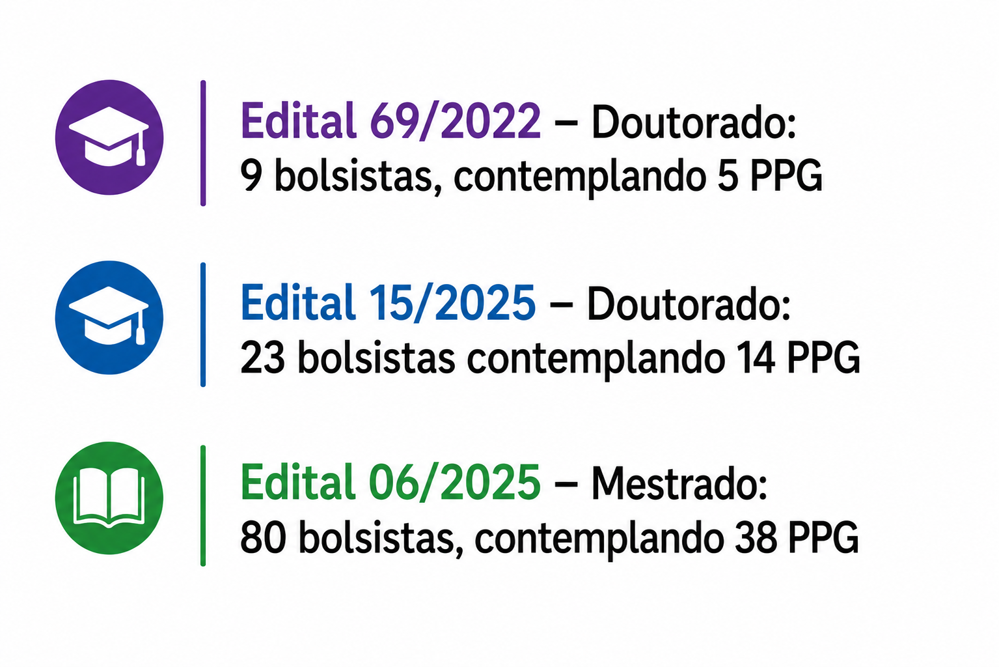 Edital 69/2022 – Doutorado:
9 bolsistas, contemplando 5 PPG
Edital 15/2025 – Doutorado:
23 bolsistas contemplando 14 PPG
Edital 06/2025 – Mestrado:
80 bolsistas, contemplando 38 PPG